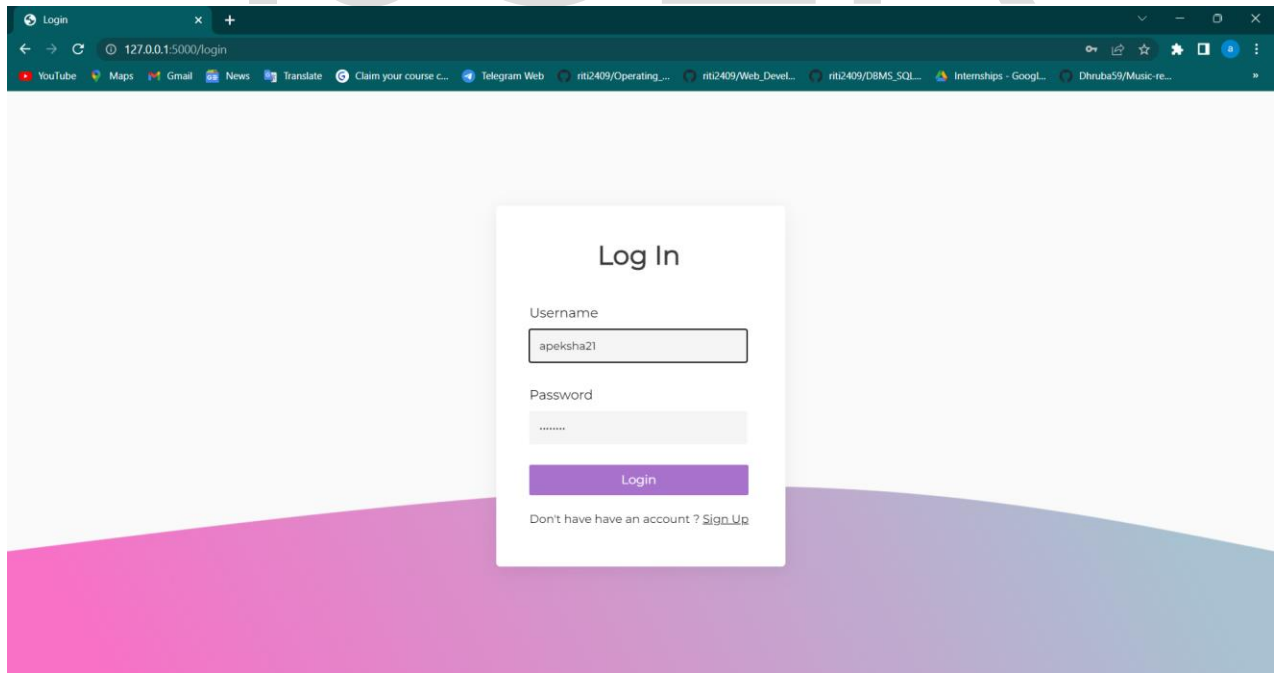 Login
127.0.0.1:5000/login
YouTube Maps Gmail News Translate Claim your course c... Telegram Web riti2409/Operating_... riti2409/Web_Devel... riti2409/DBMS_SQL... Internships - Googl... Dhruba59/Music-re... »
Log In
Username
apeksha21
Password
........
Login
Don't have have an account ? Sign Up